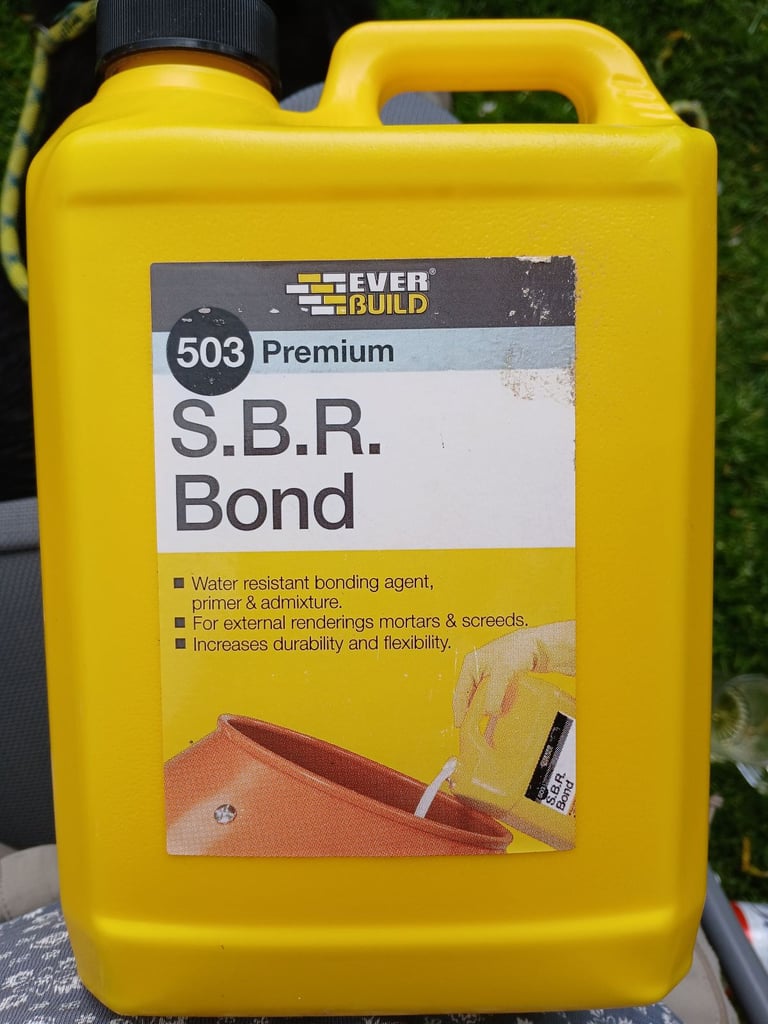 EVER®
BUILD
503 Premium
S.B.R.
Bond
■ Water resistant bonding agent,
primer & admixture.
■ For external renderings mortars & screeds.
■ Increases durability and flexibility.
S.B.R.
Bond